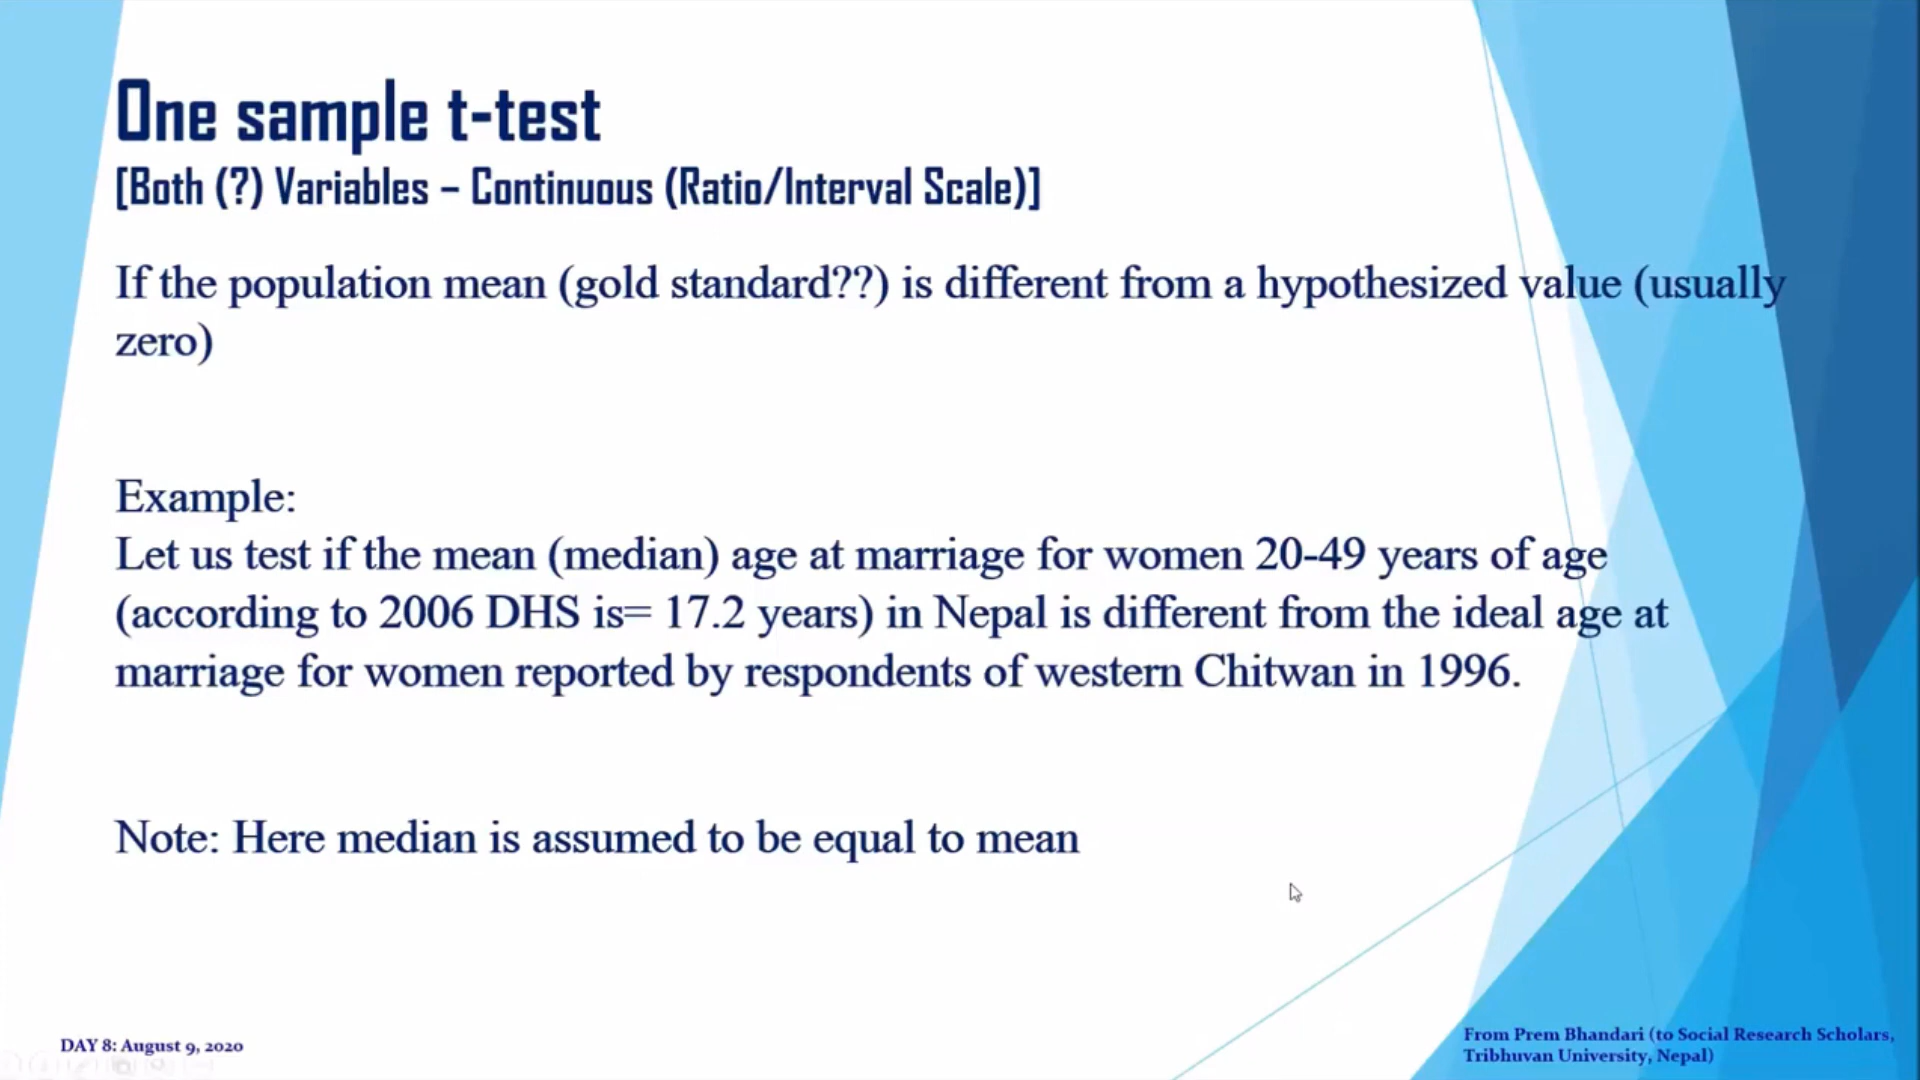 One sample t-test
[Both (?) Variables – Continuous (Ratio/Interval Scale)]
If the population mean (gold standard??) is different from a hypothesized value (usually
zero)
Example:
Let us test if the mean (median) age at marriage for women 20-49 years of age
(according to 2006 DHS is= 17.2 years) in Nepal is different from the ideal age at
marriage for women reported by respondents of western Chitwan in 1996.
Note: Here median is assumed to be equal to mean
DAY 8: August 9, 2020
From Prem Bhandari (to Social Research Scholars,
Tribhuvan University, Nepal)